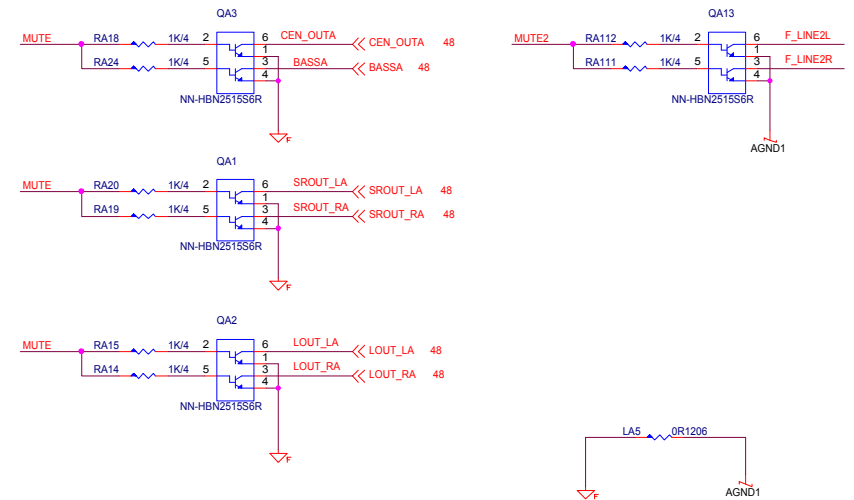 QA3
MUTE RA18 1K/4 2 6 CEN_OUTA CEN_OUTA 48
1
RA24 1K/4 5 3 BASSA BASSA 48
4
NN-HBN2515S6R
F
QA13
MUTE2 RA112 1K/4 2 6 F_LINE2L
1
RA111 1K/4 5 3 F_LINE2R
4
NN-HBN2515S6R
AGND1
QA1
MUTE RA20 1K/4 2 6 SROUT_LA SROUT_LA 48
1
RA19 1K/4 5 3 SROUT_RA SROUT_RA 48
4
NN-HBN2515S6R
F
QA2
MUTE RA15 1K/4 2 6 LOUT_LA LOUT_LA 48
1
RA14 1K/4 5 3 LOUT_RA LOUT_RA 48
4
NN-HBN2515S6R
F
LA5 0R1206
F
AGND1